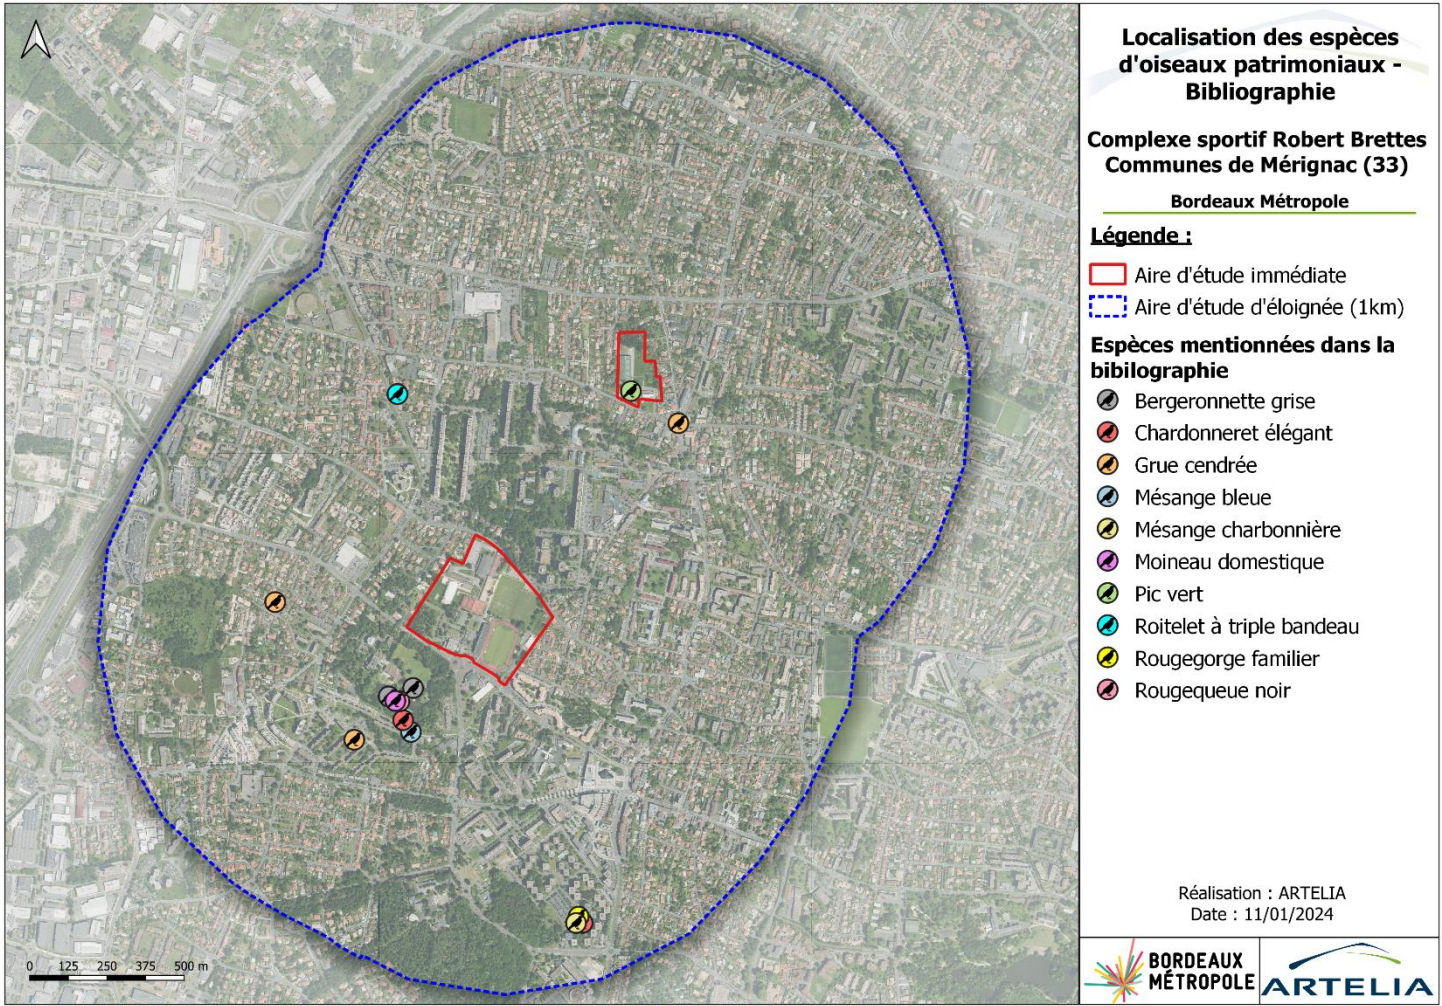 Localisation des espèces
d'oiseaux patrimoniaux -
Bibliographie
Complexe sportif Robert Brettes
Communes de Mérignac (33)
Bordeaux Métropole
Légende :
Aire d'étude immédiate
Aire d'étude d'éloignée (1km)
Espèces mentionnées dans la
bibilographie
Bergeronnette grise
Chardonneret élégant
Grue cendrée
Mésange bleue
Mésange charbonnière
Moineau domestique
Pic vert
Roitelet à triple bandeau
Rougegorge familier
Rougequeue noir
Réalisation : ARTELIA
Date : 11/01/2024
BORDEAUX
MÉTROPOLE
ARTELIA
0 125 250 375 500 m